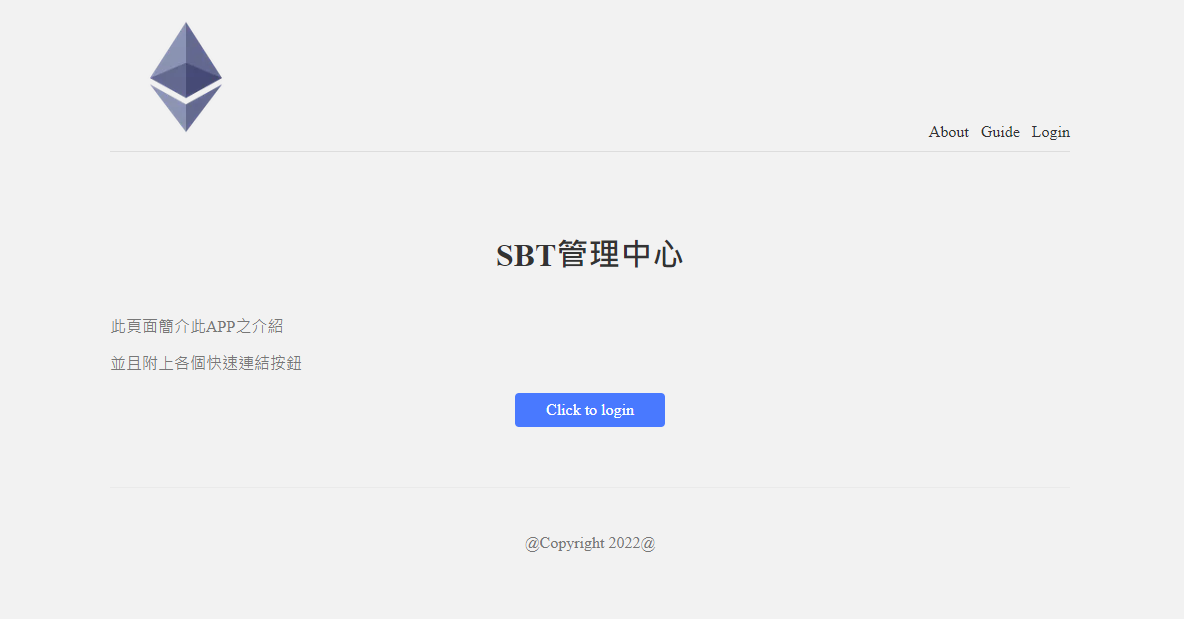 About Guide Login
SBT管理中心
此頁面簡介此APP之介紹
並且附上各個快速連結按鈕
Click to login
@Copyright 2022@